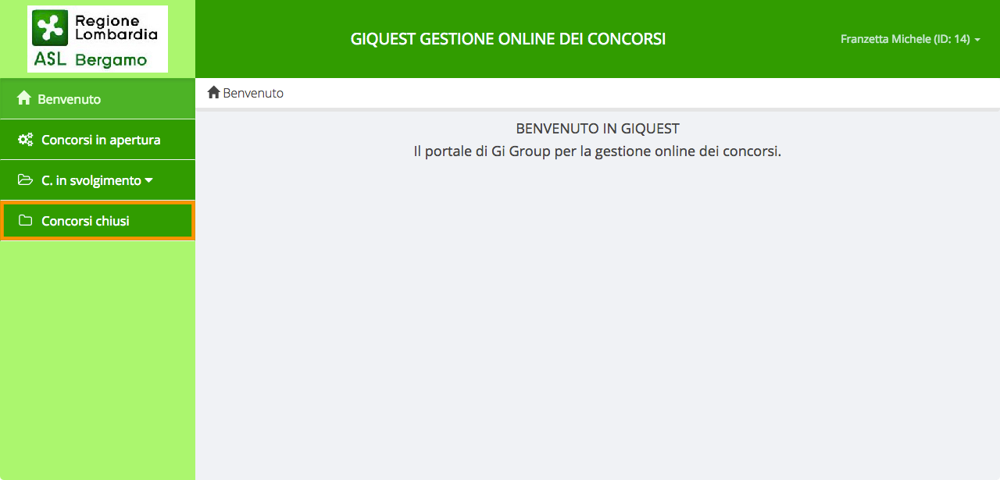 Regione
Lombardia
ASL Bergamo
GIQUEST GESTIONE ONLINE DEI CONCORSI
Franzetta Michele (ID: 14)
Benvenuto
Concorsi in apertura
C. in svolgimento
Concorsi chiusi
Benvenuto
BENVENUTO IN GIQUEST
Il portale di Gi Group per la gestione online dei concorsi.